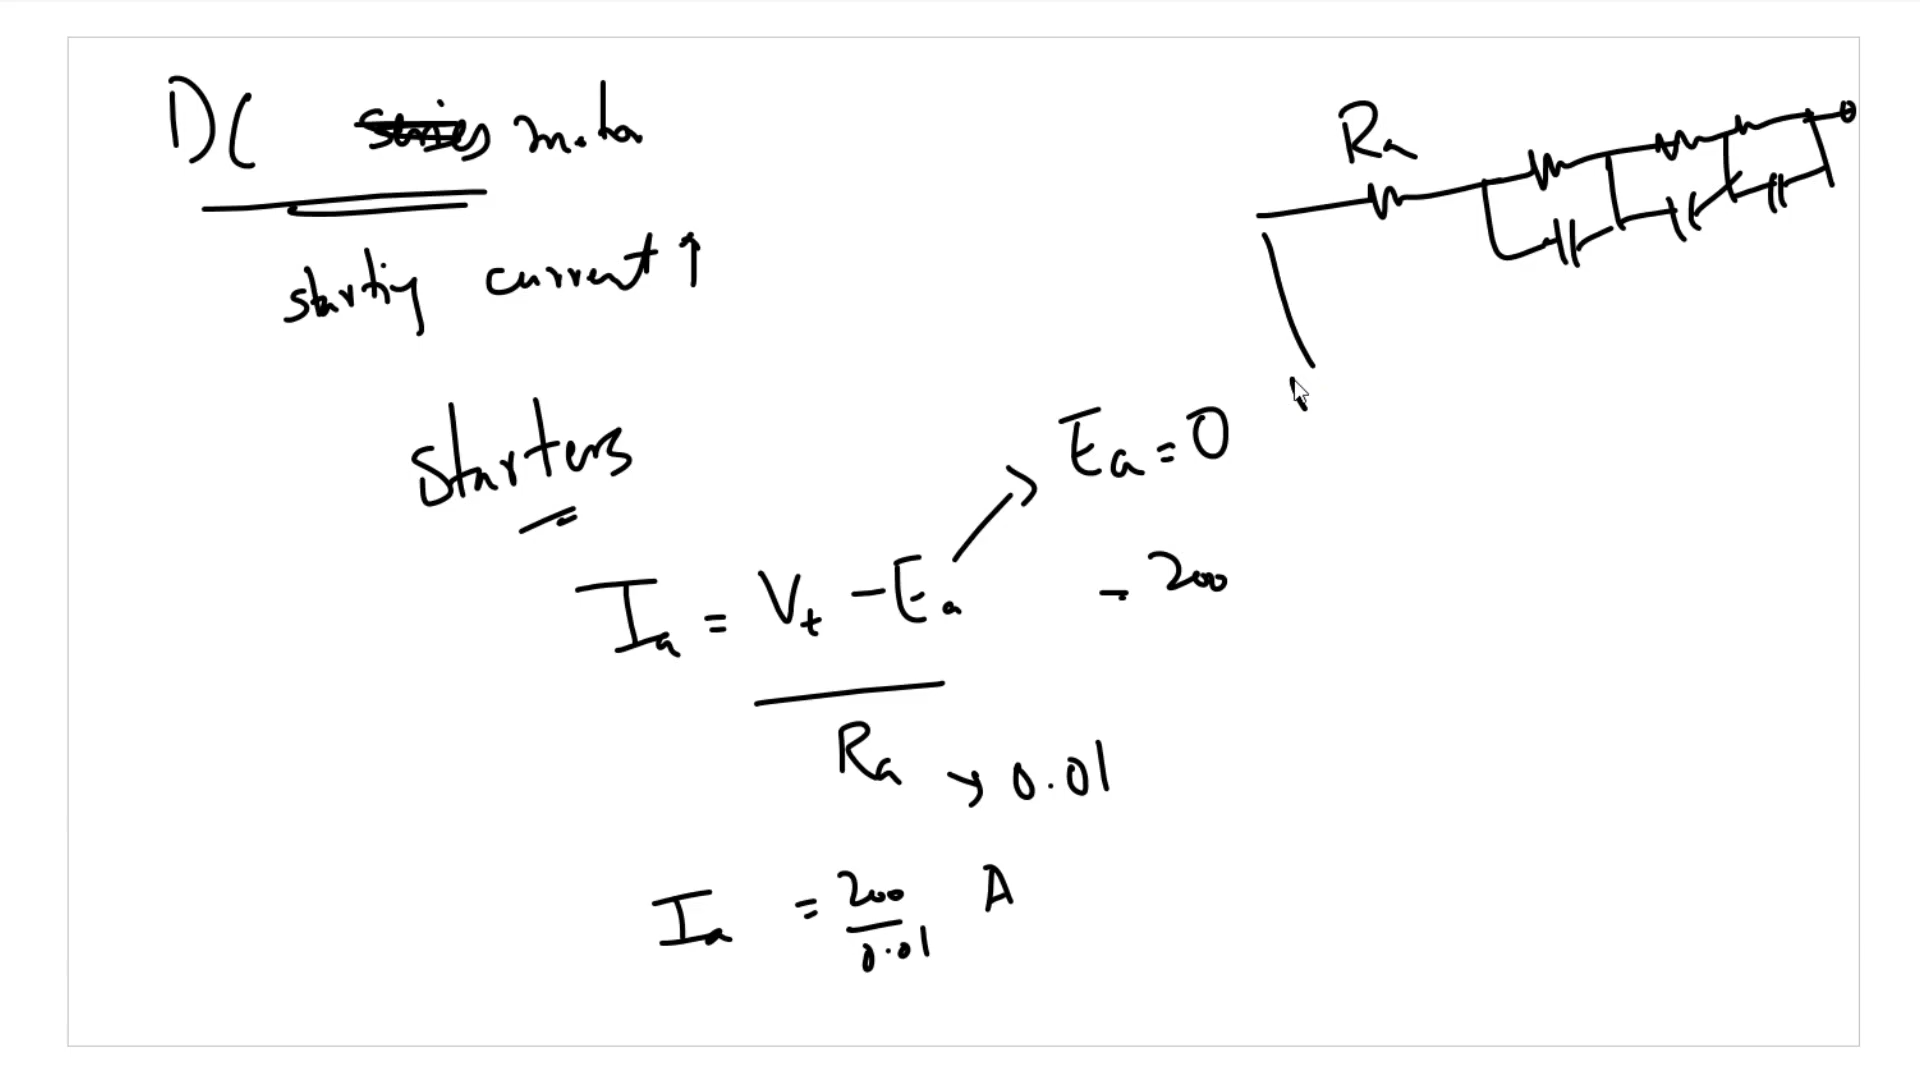 DC motor
starting current ↑
Ra
Starters
Ea = 0
Ia = Vt - Ea
= 200
Ra → 0.01
Ia = 200 A
0.01